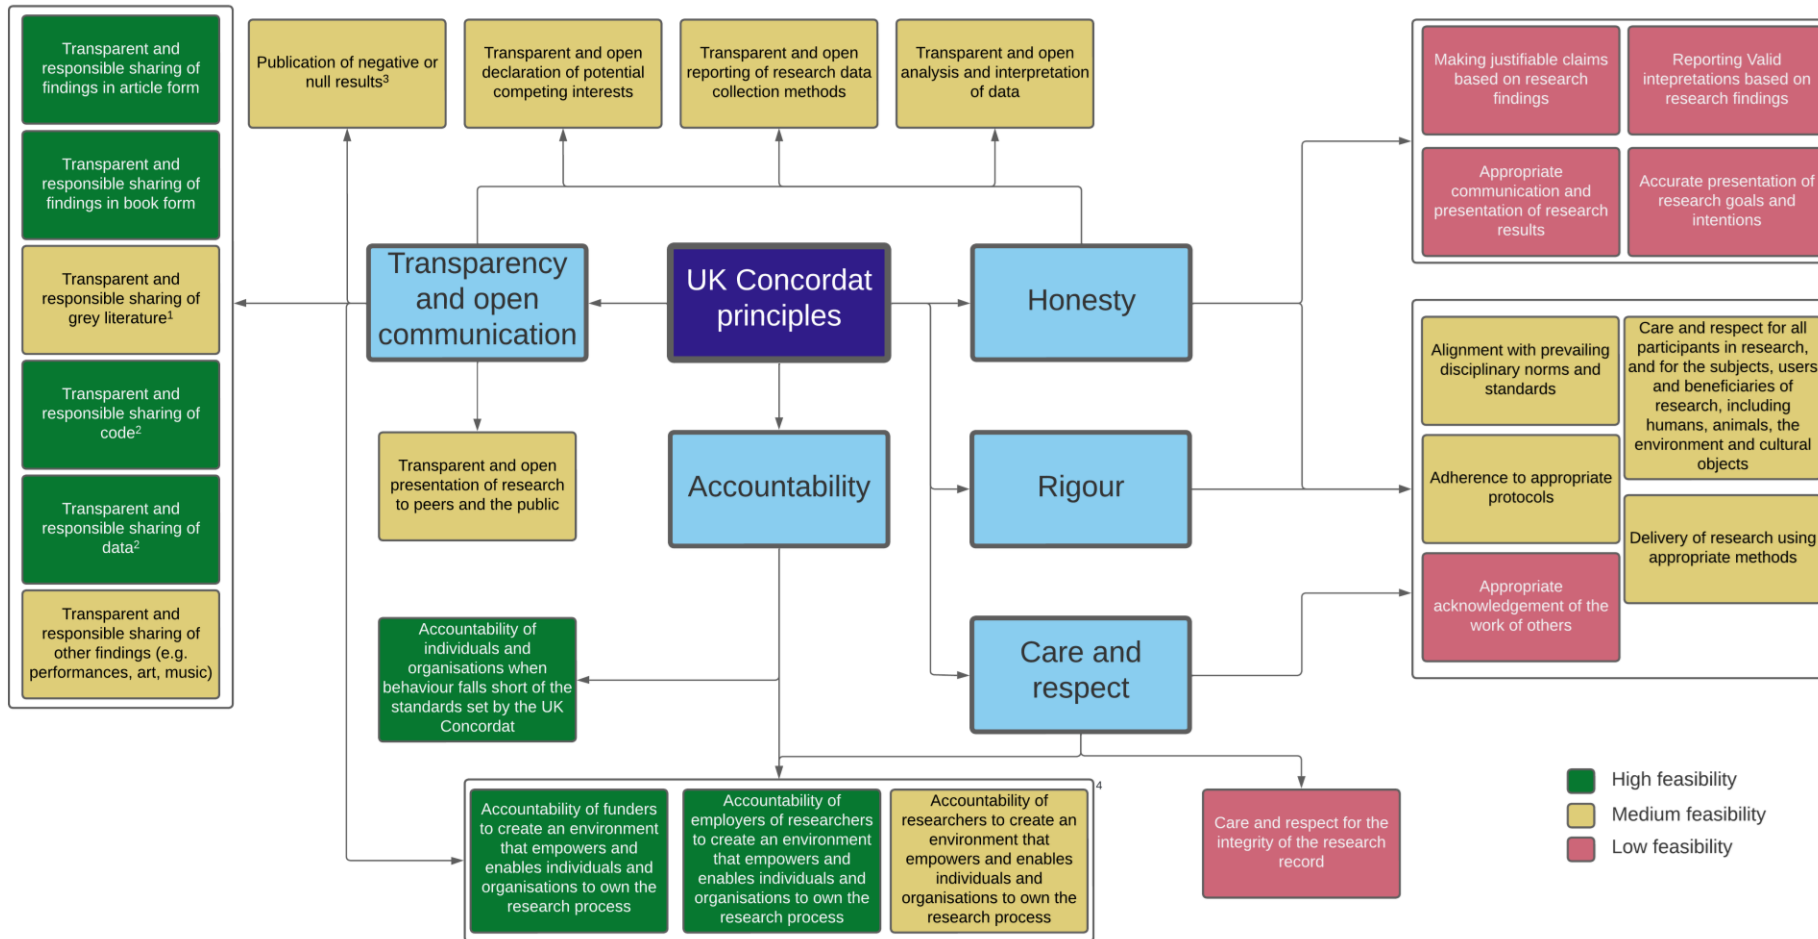 Transparent and
responsible sharing of
findings in article form
Transparent and
responsible sharing of
findings in book form
Transparent and
responsible sharing of
grey literature¹
Transparent and
responsible sharing of
code²
Transparent and
responsible sharing of
data²
Transparent and
responsible sharing of
other findings (e.g.
performances, art, music)
Publication of negative or
null results³
Transparent and open
declaration of potential
competing interests
Transparent and open
reporting of research data
collection methods
Transparent and open
analysis and interpretation
of data
Making justifiable claims
based on research
findings
Reporting Valid
intepretations based on
research findings
Appropriate
communication and
presentation of research
results
Accurate presentation of
research goals and
intentions
Transparency
and open
communication
UK Concordat
principles
Honesty
Transparent and open
presentation of research
to peers and the public
Accountability
Rigour
Alignment with prevailing
disciplinary norms and
standards
Care and respect for all
participants in research,
and for the subjects, users
and beneficiaries of
research, including
humans, animals, the
environment and cultural
objects
Adherence to appropriate
protocols
Delivery of research using
appropriate methods
Appropriate
acknowledgement of the
work of others
Accountability of
individuals and
organisations when
behaviour falls short of the
standards set by the UK
Concordat
Care and
respect
Accountability of funders
to create an environment
that empowers and
enables individuals and
organisations to own the
research process
Accountability of
employers of researchers
to create an environment
that empowers and
enables individuals and
organisations to own the
research process
Accountability of
researchers to create an
environment that
empowers and enables
individuals and
organisations to own the
research process
4
Care and respect for the
integrity of the research
record
High feasibility
Medium feasibility
Low feasibility